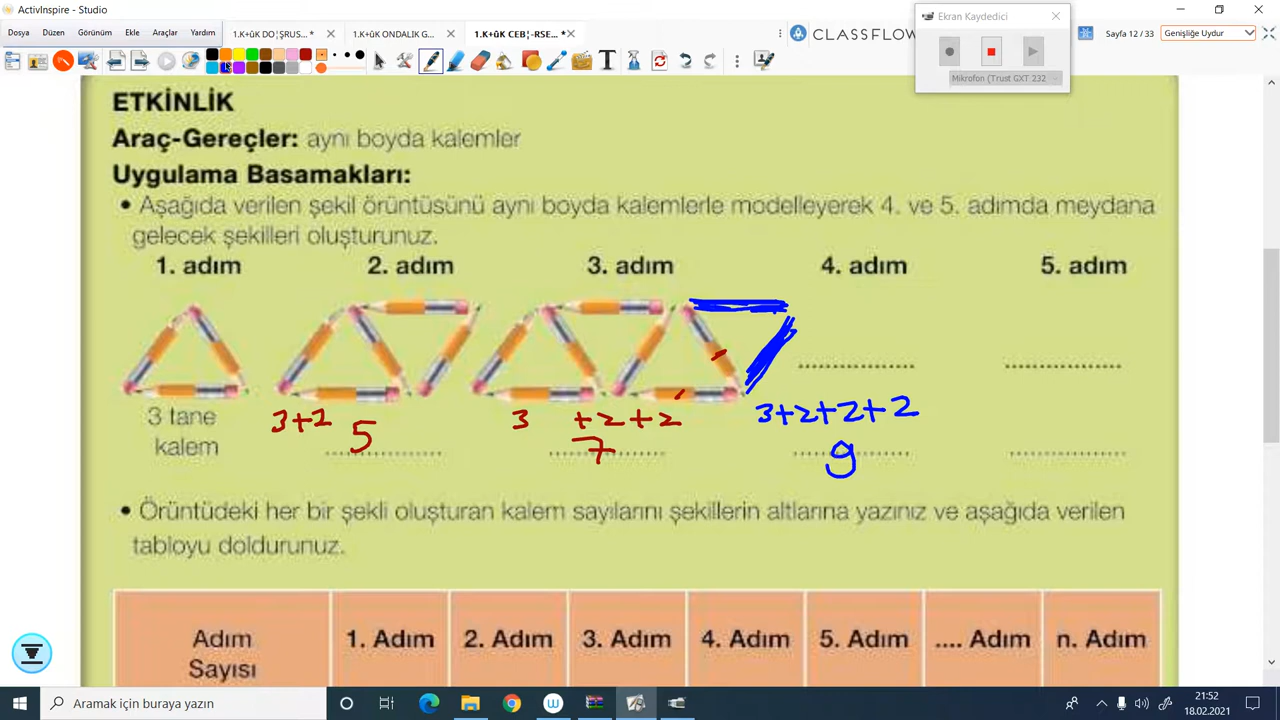 ActivInspire - Studio
Ekran Kaydedici
Dosya Düzen Görünüm Ekle Araçlar Yardım
1.K+ûK DO¦ŞRUS...* 1.K+ûK ONDALIK G... 1.K+ûK CEB¦-RSE... *
CLASSFLOW
Sayfa 12 / 33
Genişliğe Uydur
Mikrofon (Trust GXT 232
ETKİNLİK
Araç-Gereçler: aynı boyda kalemler
Uygulama Basamakları:
• Aşağıda verilen şekil örüntüsünü aynı boyda kalemlerle modelleyerek 4. ve 5. adımda meydana
gelecek şekilleri oluşturunuz.
1. adım 2. adım 3. adım 4. adım 5. adım
3 tane
kalem
3+2 3 +2+2 3+2+2+2
5 7 9
• Örüntüdeki her bir şekli oluşturan kalem sayılarını şekillerin altlarına yazınız ve aşağıda verilen
tabloyu doldurunuz.
Adım
Sayısı
1. Adım 2. Adım 3. Adım 4. Adım 5. Adım .... Adım n. Adım
Aramak için buraya yazın
21:52
18.02.2021